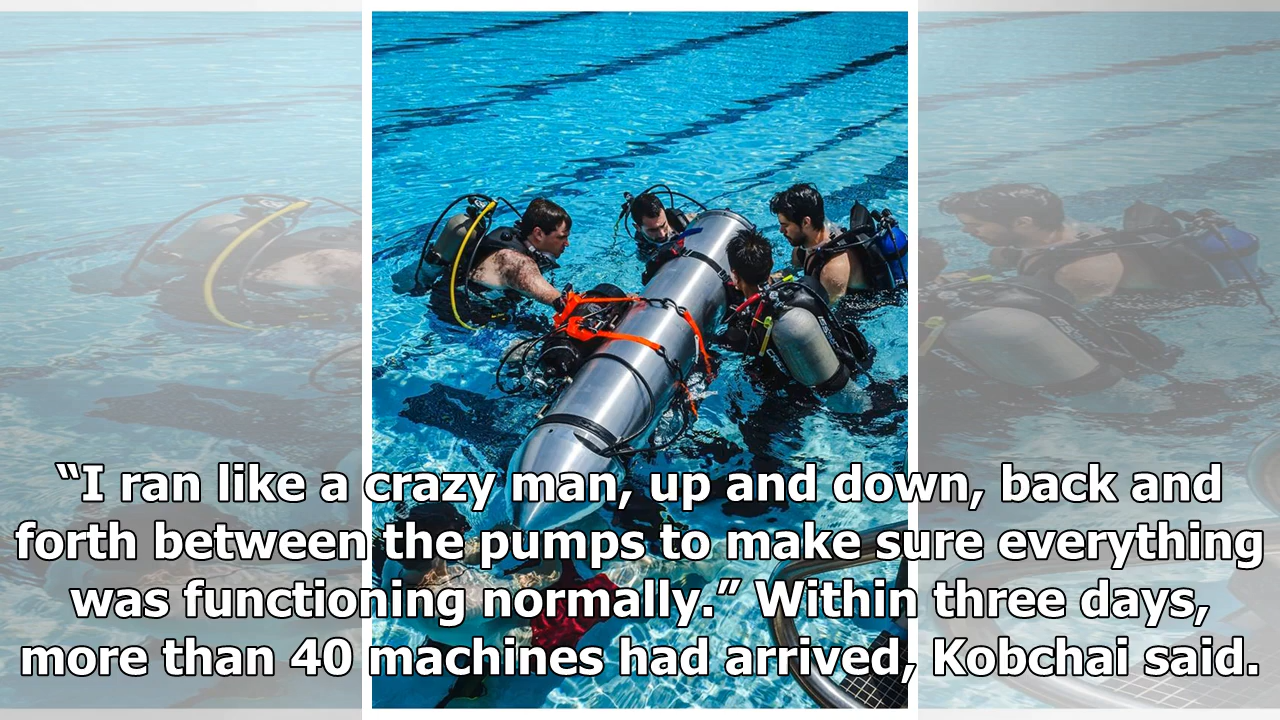 “I ran like a crazy man, up and down, back and
forth between the pumps to make sure everything
was functioning normally.” Within three days,
more than 40 machines had arrived, Kobchai said.